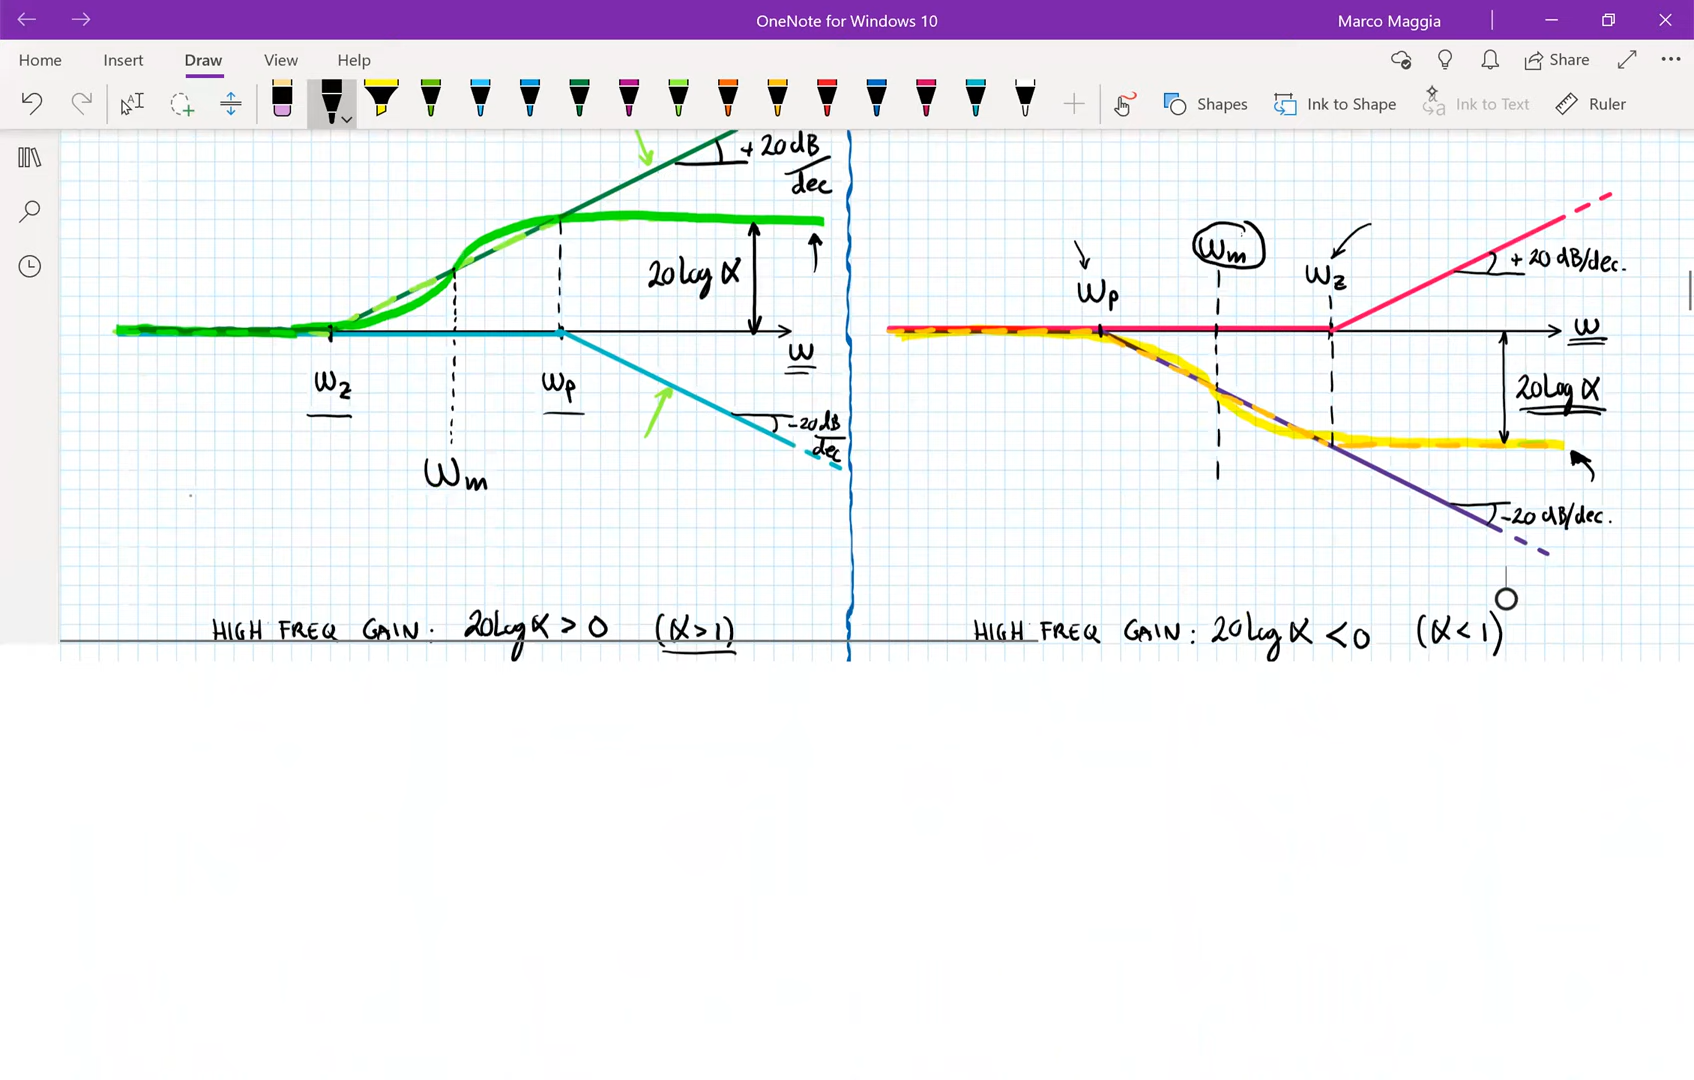 OneNote for Windows 10
Marco Maggia
Home Insert Draw View Help
Share
Shapes
Ink to Shape
Ink to Text
Ruler
+20dB
dec
20log α
ω
ωz
ωp
ωm
-20dB
dec
HIGH FREQ GAIN: 20log α > 0 (α > 1)
ωm
ωp
ωz
+20 dB/dec.
ω
20log α
-20 dB/dec.
HIGH FREQ GAIN: 20log α < 0 (α < 1)